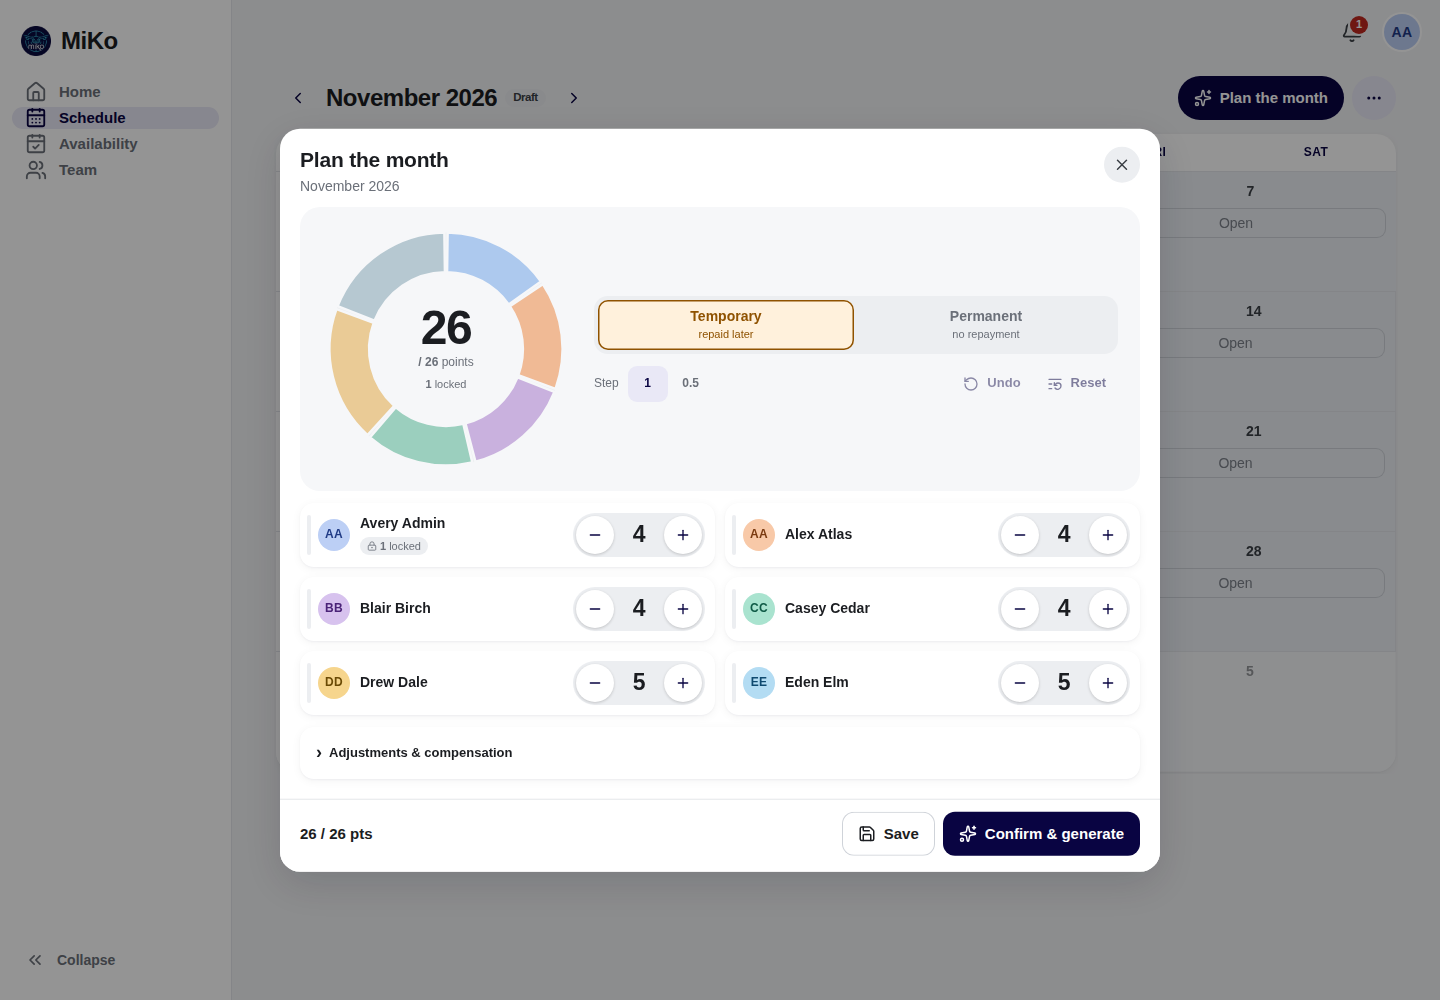 MiKo
Home
Schedule
Availability
Team
Collapse
1
AA
November 2026
Draft
Plan the month
SAT
7
Open
14
Open
21
Open
28
Open
5
Plan the month
November 2026
26
/ 26 points
1 locked
Temporary
repaid later
Permanent
no repayment
Step
1
0.5
Undo
Reset
AA
Avery Admin
1 locked
4
AA
Alex Atlas
4
BB
Blair Birch
4
CC
Casey Cedar
4
DD
Drew Dale
5
EE
Eden Elm
5
Adjustments & compensation
26 / 26 pts
Save
Confirm & generate